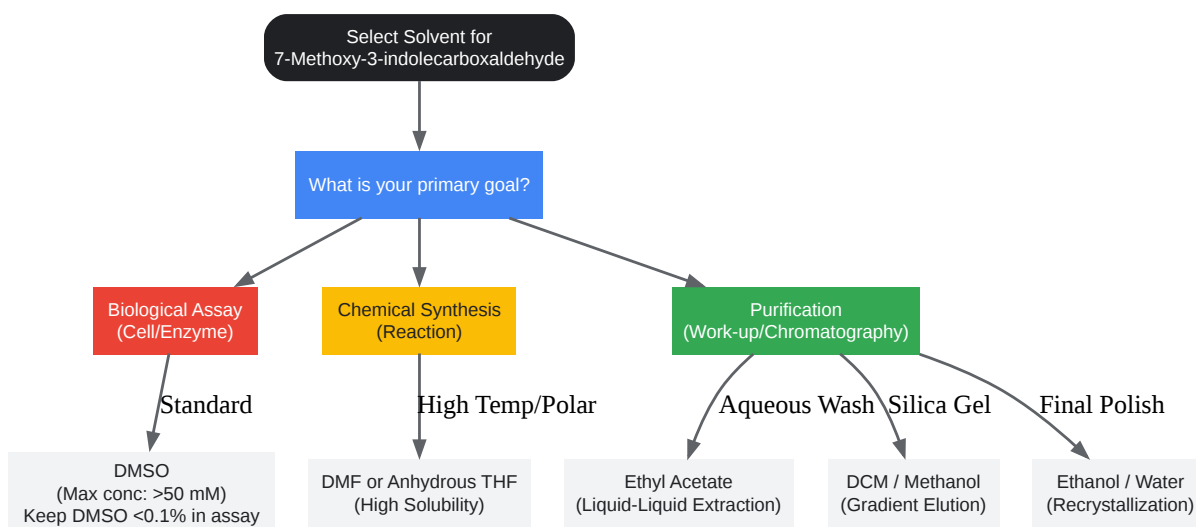 Select Solvent for
7-Methoxy-3-indolecarboxaldehyde
What is your primary goal?
Biological Assay
(Cell/Enzyme)
Chemical Synthesis
(Reaction)
Purification
(Work-up/Chromatography)
Standard
High Temp/Polar
Aqueous Wash
Silica Gel
Final Polish
DMSO
(Max conc: >50 mM)
Keep DMSO <0.1% in assay
DMF or Anhydrous THF
(High Solubility)
Ethyl Acetate
(Liquid-Liquid Extraction)
DCM / Methanol
(Gradient Elution)
Ethanol / Water
(Recrystallization)